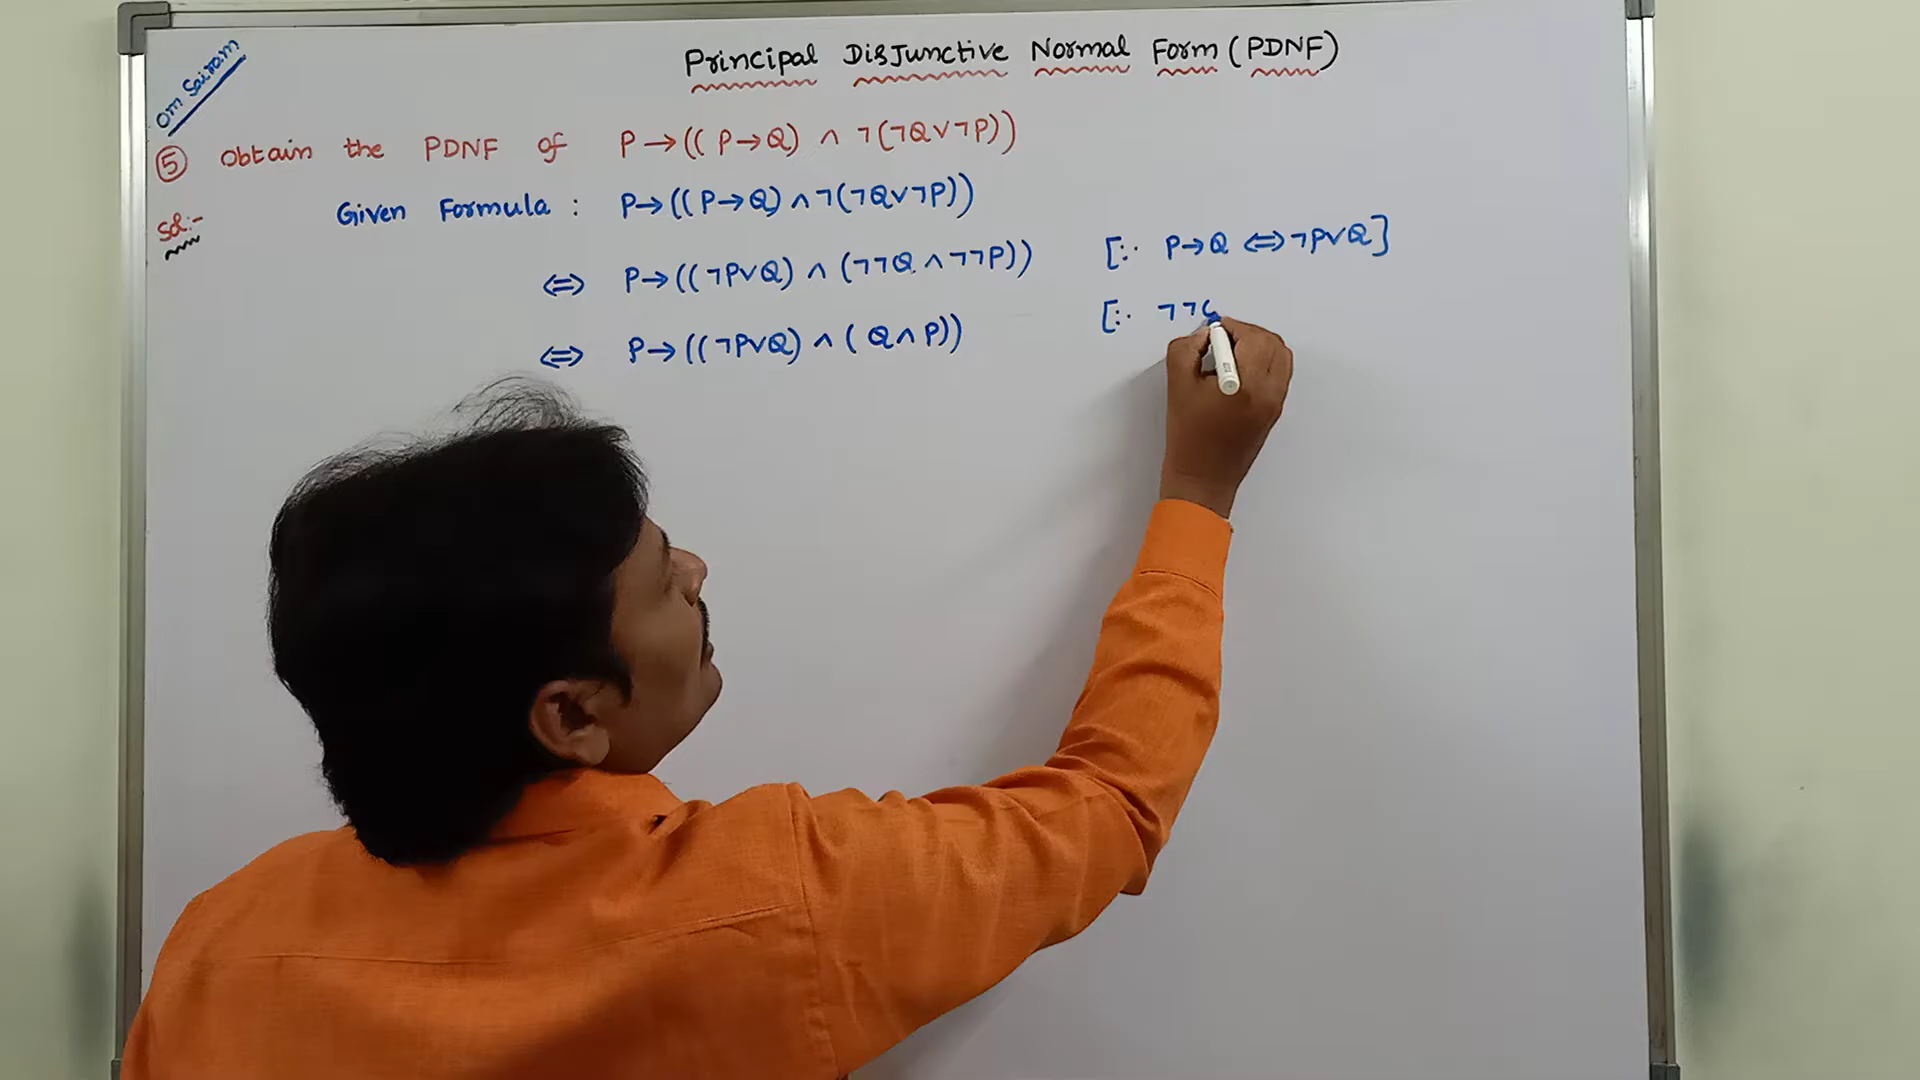 Om Sairam
Principal Disjunctive Normal Form (PDNF)
⑤ Obtain the PDNF of P→((P→Q) ∧ ¬(¬Q∨¬P))
Sol:- Given Formula : P→((P→Q) ∧ ¬(¬Q∨¬P))
⇔ P→((¬P∨Q) ∧ (¬¬Q ∧ ¬¬P)) [∵ P→Q ⇔ ¬P∨Q]
⇔ P→((¬P∨Q) ∧ (Q∧P)) [∵ ¬¬